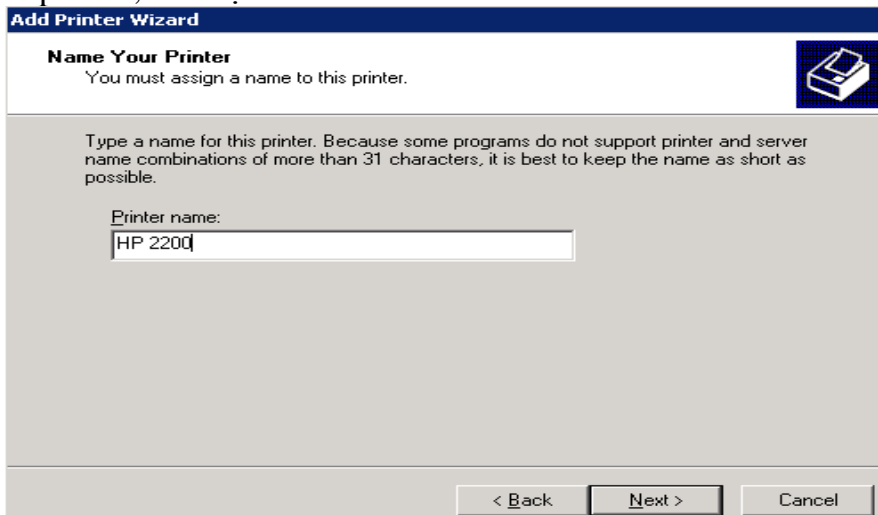 Add Printer Wizard
Name Your Printer
You must assign a name to this printer.
Type a name for this printer. Because some programs do not support printer and server
name combinations of more than 31 characters, it is best to keep the name as short as
possible.
Printer name:
HP 2200
< Back
Next >
Cancel